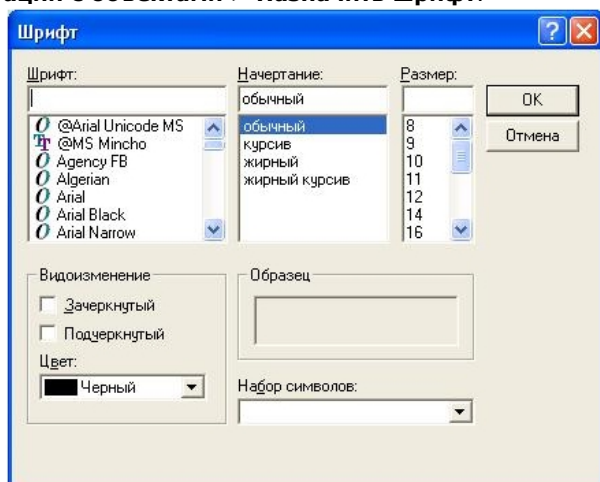 Назначить шрифт.
Шрифт
Шрифт:
@Arial Unicode MS
@MS Mincho
Agency FB
Algerian
Arial
Arial Black
Arial Narrow
Начертание:
обычный
обычный
курсив
жирный
жирный курсив
Размер:
8
9
10
11
12
14
16
OK
Отмена
Видоизменение
Зачеркнутый
Подчеркнутый
Цвет:
Черный
Образец
Набор символов: